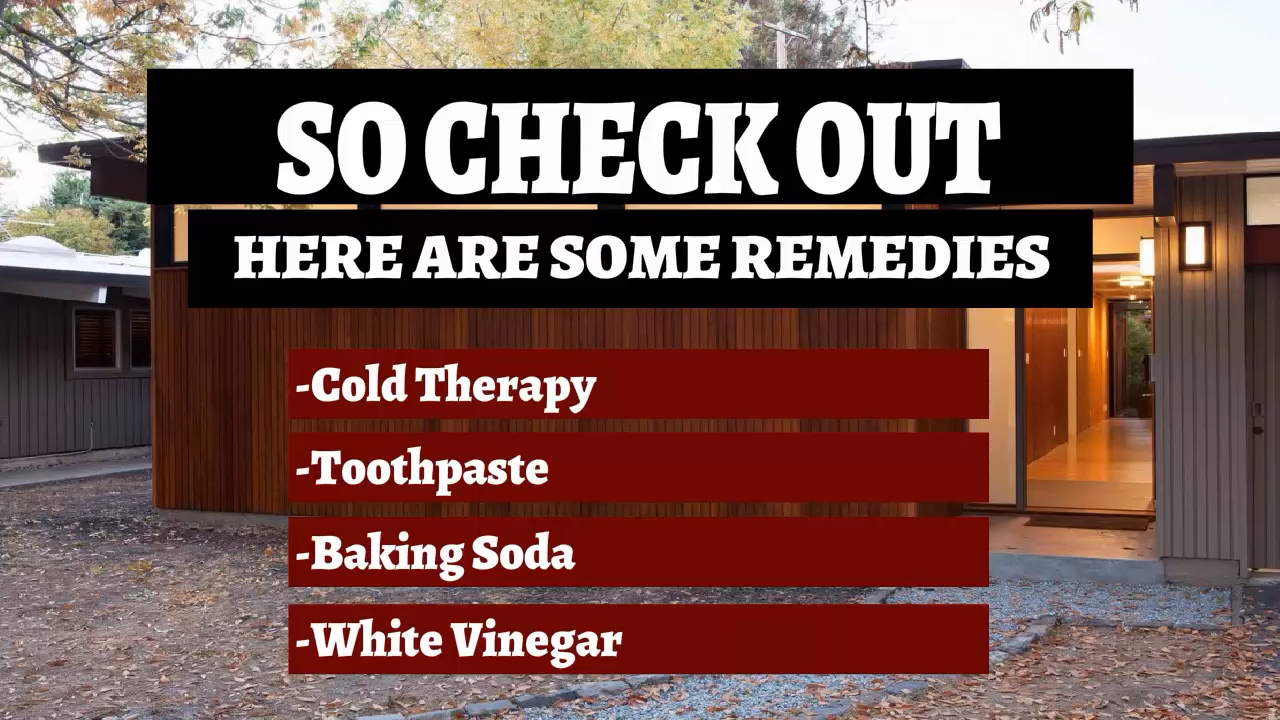 SO CHECK OUT
HERE ARE SOME REMEDIES
-Cold Therapy
-Toothpaste
-Baking Soda
-White Vinegar